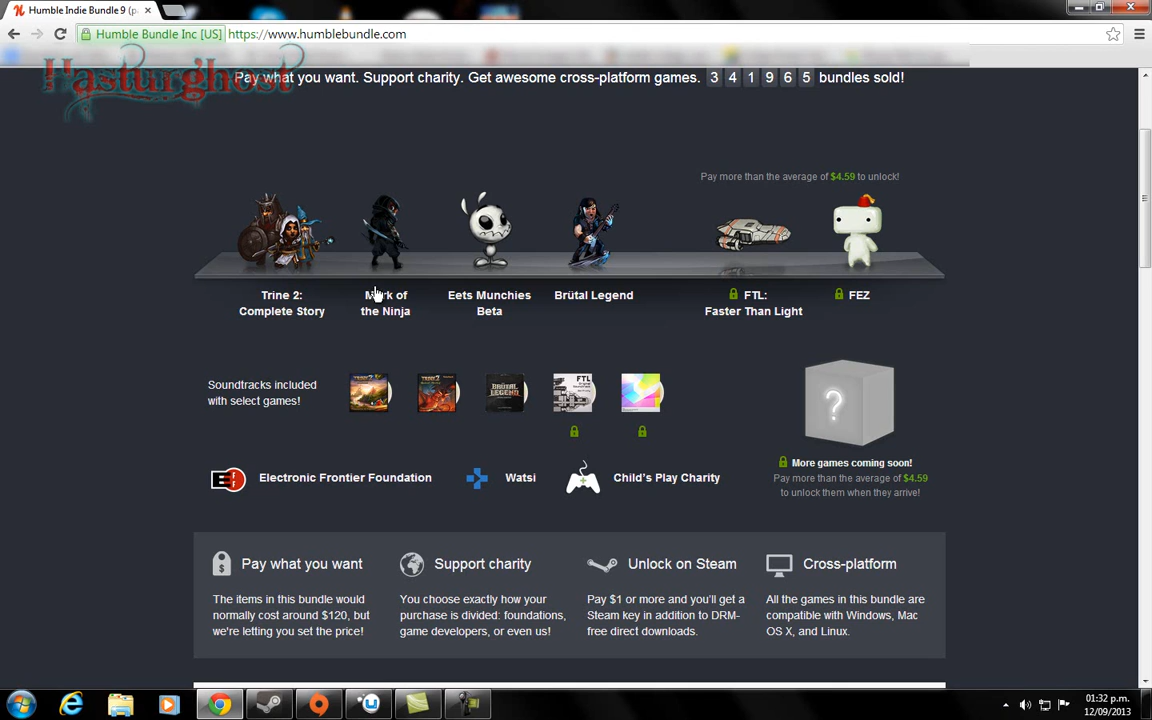 Humble Indie Bundle 9 (p
Humble Bundle Inc [US]
https://www.humblebundle.com
Hasturghost
Pay what you want. Support charity. Get awesome cross-platform games. 3 4 1 9 6 5 bundles sold!
Pay more than the average of $4.59 to unlock!
Trine 2:
Complete Story
Mark of
the Ninja
Eets Munchies
Beta
Brütal Legend
FTL:
Faster Than Light
FEZ
Soundtracks included
with select games!
?
More games coming soon!
Pay more than the average of $4.59
to unlock them when they arrive!
Electronic Frontier Foundation
Watsi
Child's Play Charity
Pay what you want
The items in this bundle would
normally cost around $120, but
we're letting you set the price!
Support charity
You choose exactly how your
purchase is divided: foundations,
game developers, or even us!
Unlock on Steam
Pay $1 or more and you'll get a
Steam key in addition to DRM-
free direct downloads.
Cross-platform
All the games in this bundle are
compatible with Windows, Mac
OS X, and Linux.
01:32 p.m.
12/09/2013